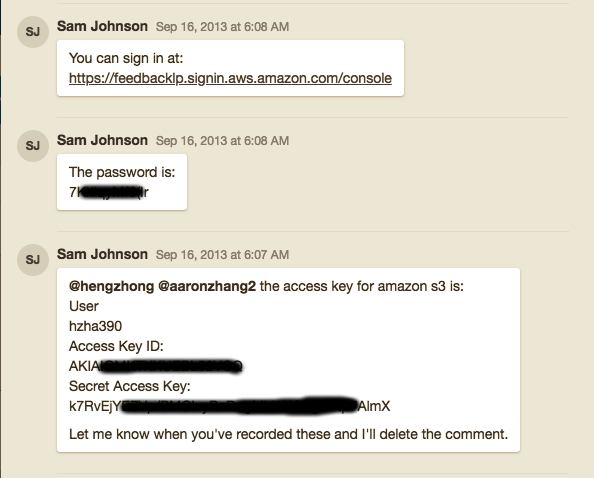 SJ
Sam Johnson Sep 16, 2013 at 6:08 AM
You can sign in at:
https://feedbacklp.signin.aws.amazon.com/console
SJ
Sam Johnson Sep 16, 2013 at 6:08 AM
The password is:
SJ
Sam Johnson Sep 16, 2013 at 6:07 AM
@hengzhong @aaronzhang2 the access key for amazon s3 is:
User
hzha390
Access Key ID:
AKIA
Secret Access Key:
k7RvEjY AlmX
Let me know when you've recorded these and I'll delete the comment.